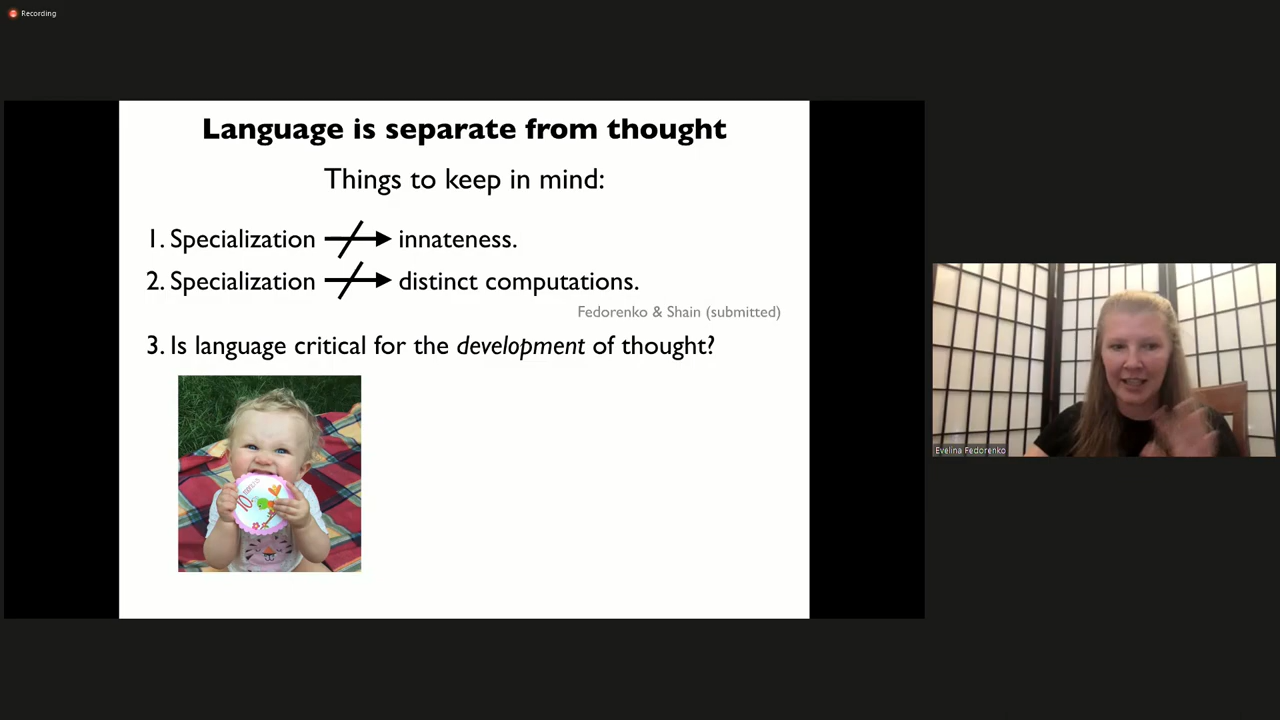 Recording
Language is separate from thought
Things to keep in mind:
1. Specialization innateness.
2. Specialization distinct computations.
Fedorenko & Shain (submitted)
3. Is language critical for the development of thought?
10
Evelina Fedorenko